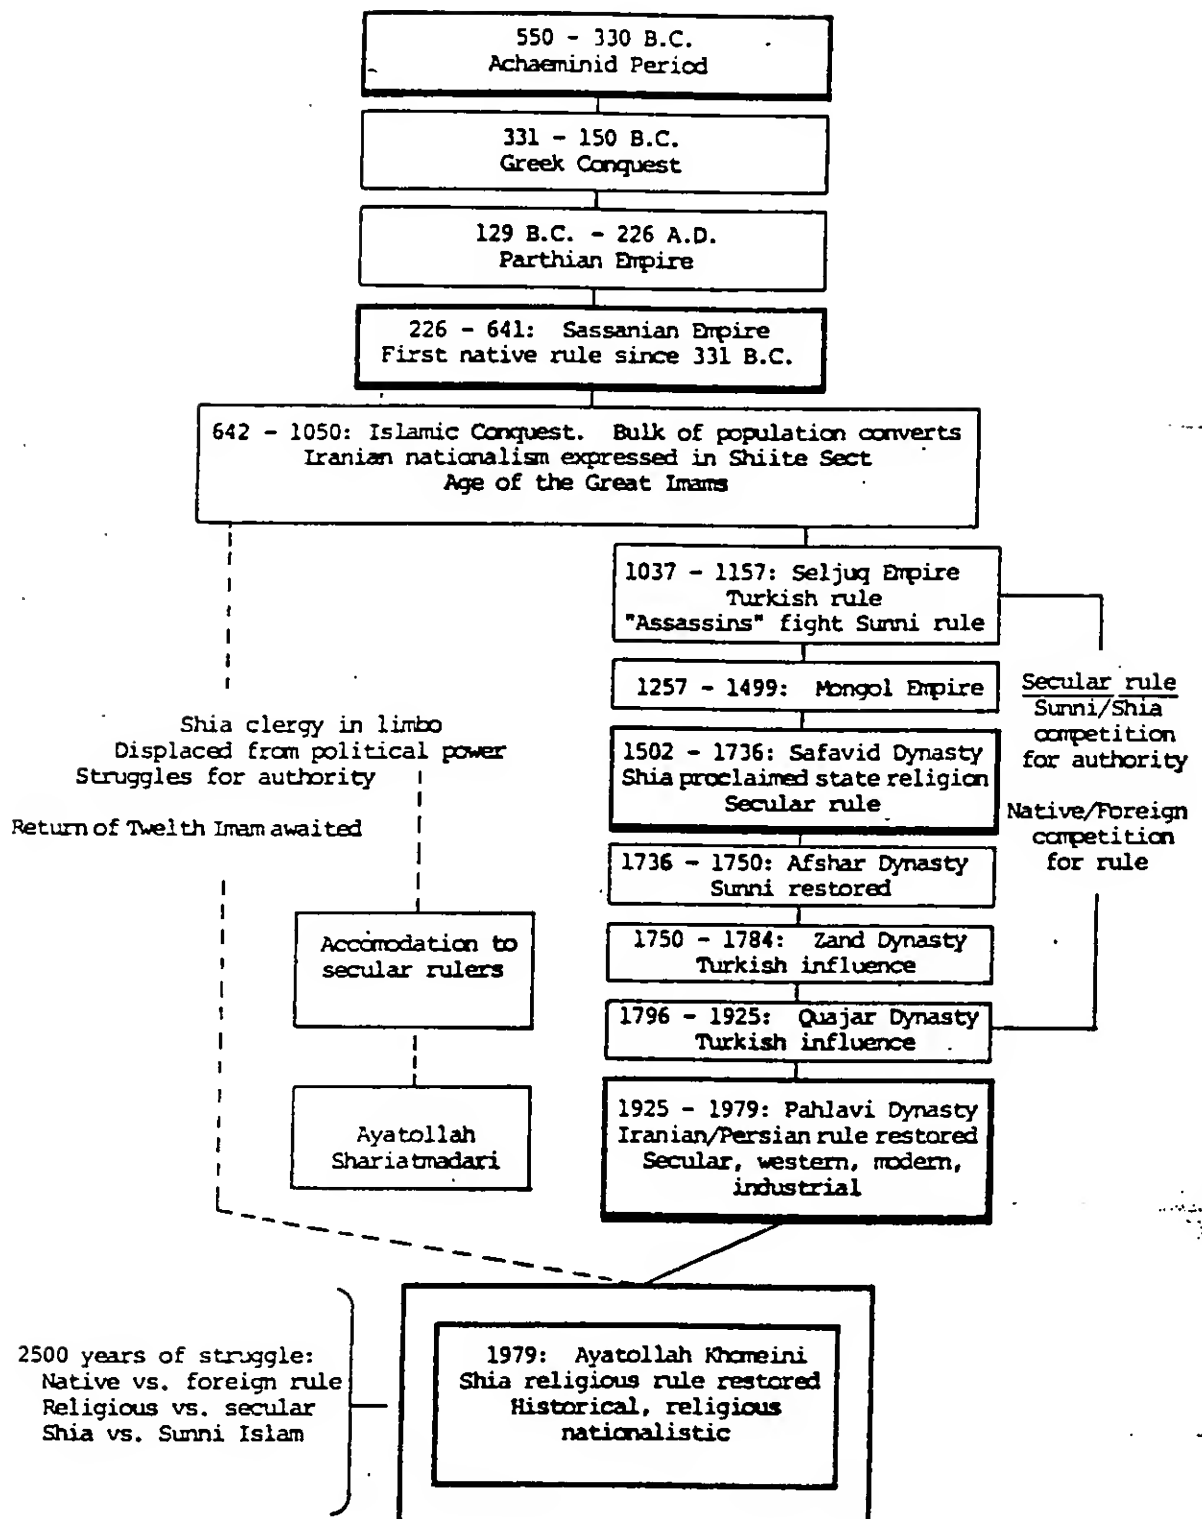 550 - 330 B.C.
Achaeminid Period
331 - 150 B.C.
Greek Conquest
129 B.C. - 226 A.D.
Parthian Empire
226 - 641: Sassanian Empire
First native rule since 331 B.C.
642 - 1050: Islamic Conquest. Bulk of population converts
Iranian nationalism expressed in Shiite Sect
Age of the Great Imams
1037 - 1157: Seljuq Empire
Turkish rule
"Assassins" fight Sunni rule
1257 - 1499: Mongol Empire
1502 - 1736: Safavid Dynasty
Shia proclaimed state religion
Secular rule
1736 - 1750: Afshar Dynasty
Sunni restored
1750 - 1784: Zand Dynasty
Turkish influence
1796 - 1925: Quajar Dynasty
Turkish influence
1925 - 1979: Pahlavi Dynasty
Iranian/Persian rule restored
Secular, western, modern,
industrial
Secular rule
Sunni/Shia
competition
for authority
Native/Foreign
competition
for rule
Shia clergy in limbo
Displaced from political power
Struggles for authority
Return of Twelth Imam awaited
Accomodation to
secular rulers
Ayatollah
Shariatmadari
2500 years of struggle:
Native vs. foreign rule
Religious vs. secular
Shia vs. Sunni Islam
1979: Ayatollah Khomeini
Shia religious rule restored
Historical, religious
nationalistic